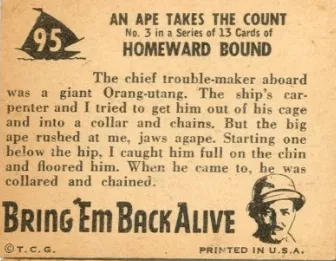 95
AN APE TAKES THE COUNT
No. 3 in a Series of 13 Cards of
HOMEWARD BOUND
The chief trouble-maker aboard
was a giant Orang-utang. The ship's car-
penter and I tried to get him out of his cage
and into a collar and chains. But the big
ape rushed at me, jaws agape. Starting one
below the hip, I caught him full on the chin
and floored him. When he came to, he was
collared and chained.
BRING 'EM BACK ALIVE
© T. C. G.
PRINTED IN U. S. A.